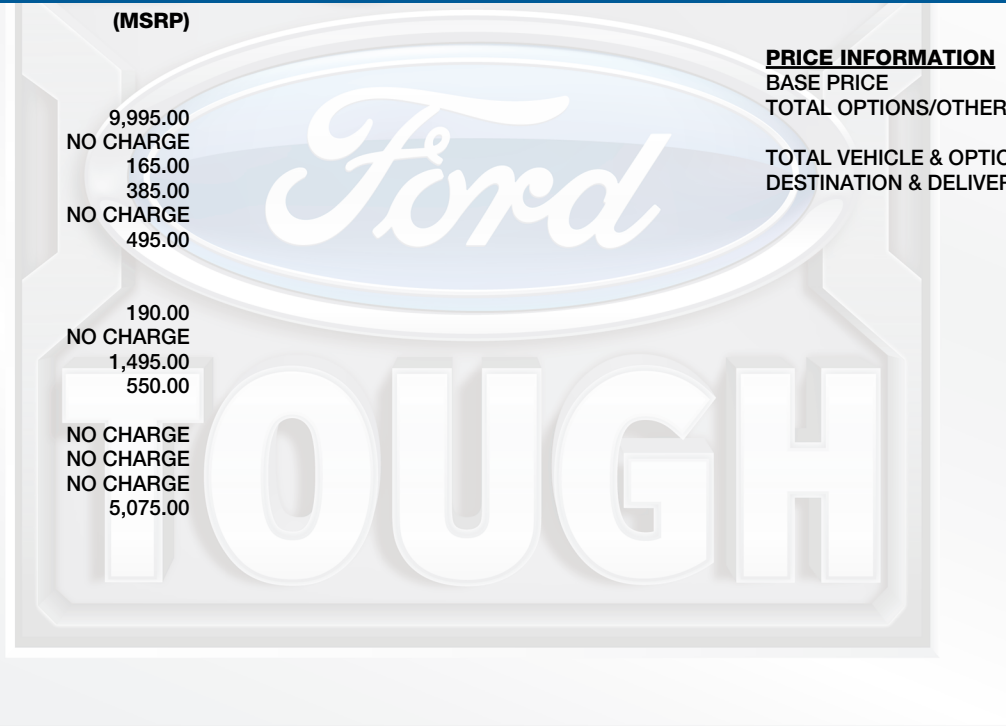 (MSRP)
9,995.00
NO CHARGE
165.00
385.00
NO CHARGE
495.00
190.00
NO CHARGE
1,495.00
550.00
NO CHARGE
NO CHARGE
NO CHARGE
5,075.00
PRICE INFORMATION
BASE PRICE
TOTAL OPTIONS/OTHER
TOTAL VEHICLE & OPTIO
DESTINATION & DELIVER
Ford
TOUGH